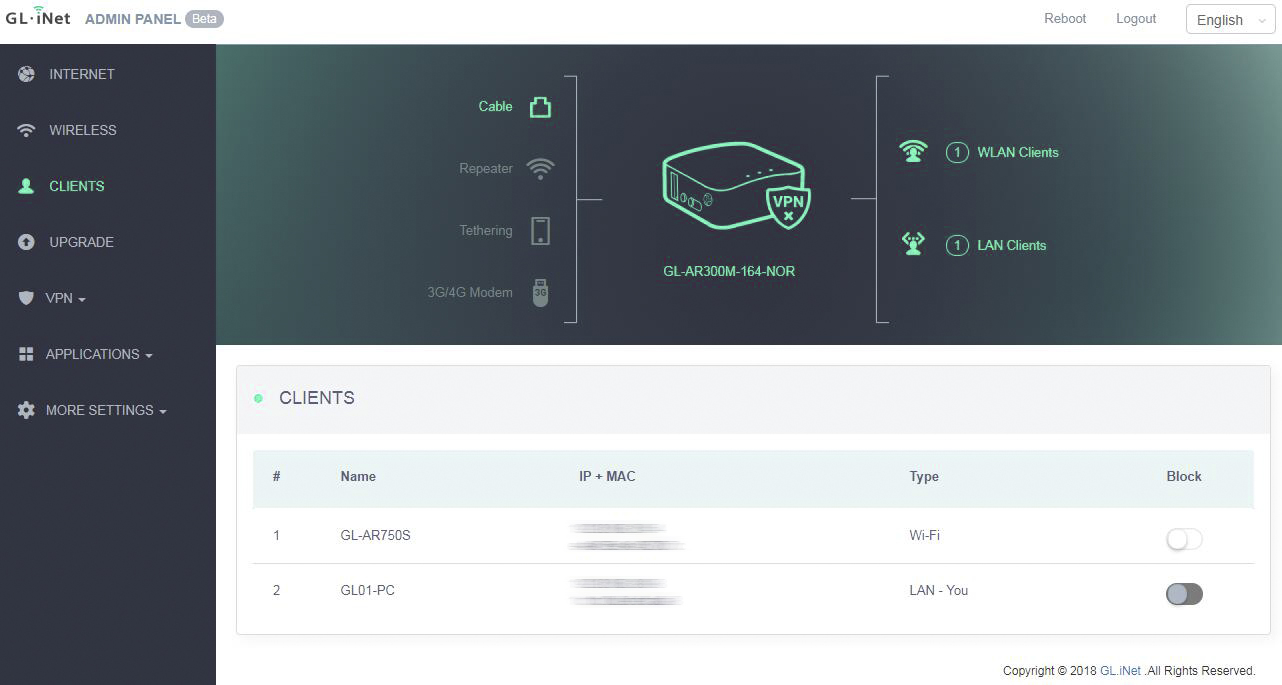 GL·iNet ADMIN PANEL Beta Reboot Logout English
INTERNET
WIRELESS
CLIENTS
UPGRADE
VPN
APPLICATIONS
MORE SETTINGS
Cable
Repeater
Tethering
3G/4G Modem 3G
VPN
GL-AR300M-164-NOR
1 WLAN Clients
1 LAN Clients
CLIENTS
# Name IP + MAC Type Block
1 GL-AR750S Wi-Fi
2 GL01-PC LAN - You
Copyright © 2018 GL.iNet .All Rights Reserved.